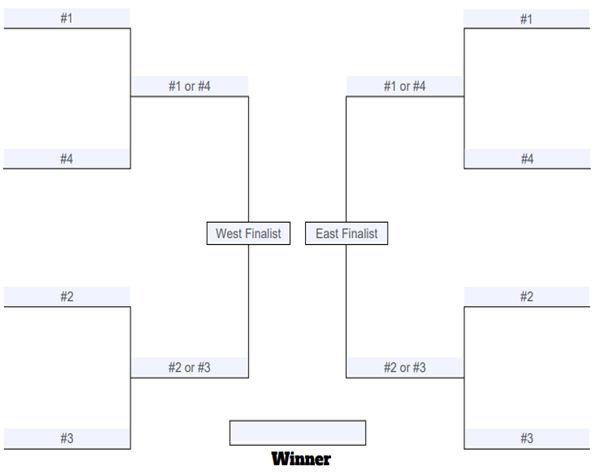 #1
#1
#1 or #4
#1 or #4
#4
#4
West Finalist
East Finalist
#2
#2
#2 or #3
#2 or #3
#3
#3
Winner